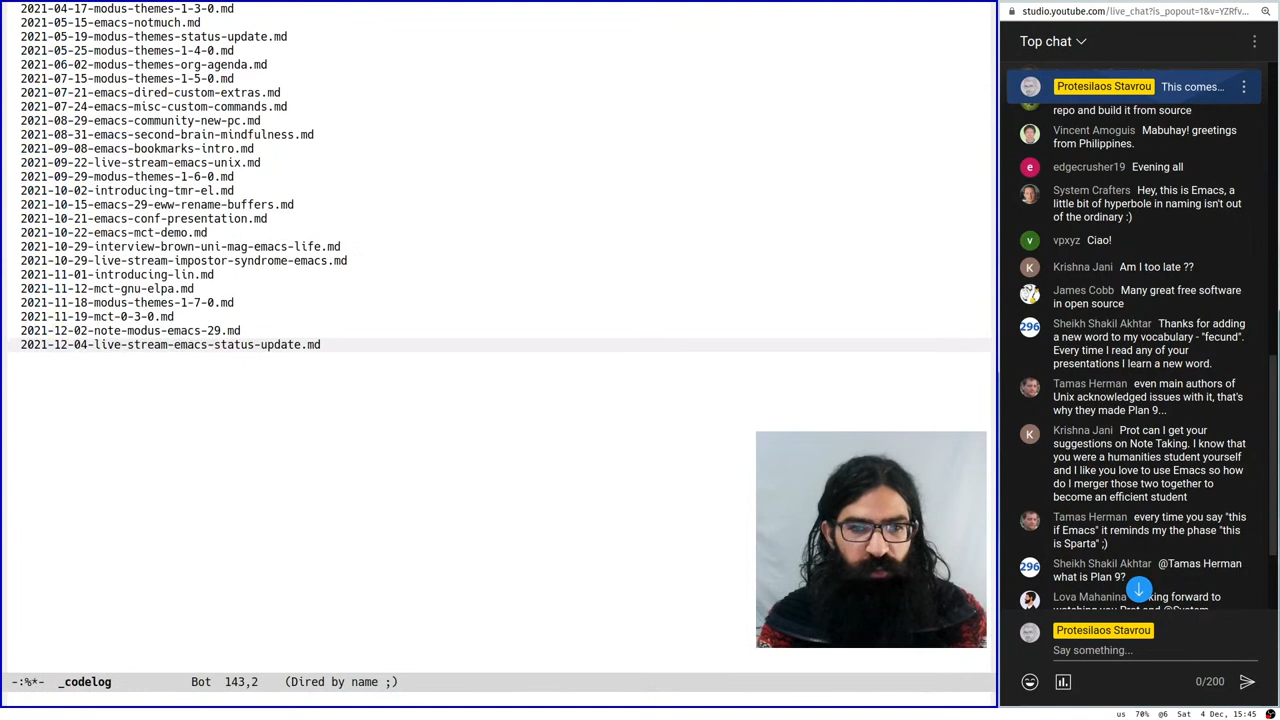 2021-04-17-modus-themes-1-3-0.md
2021-05-15-emacs-notmuch.md
2021-05-19-modus-themes-status-update.md
2021-05-25-modus-themes-1-4-0.md
2021-06-02-modus-themes-org-agenda.md
2021-07-15-modus-themes-1-5-0.md
2021-07-21-emacs-dired-custom-extras.md
2021-07-24-emacs-misc-custom-commands.md
2021-08-29-emacs-community-new-pc.md
2021-08-31-emacs-second-brain-mindfulness.md
2021-09-08-emacs-bookmarks-intro.md
2021-09-22-live-stream-emacs-unix.md
2021-09-29-modus-themes-1-6-0.md
2021-10-02-introducing-tmr-el.md
2021-10-15-emacs-29-eww-rename-buffers.md
2021-10-21-emacs-conf-presentation.md
2021-10-22-emacs-mct-demo.md
2021-10-29-interview-brown-uni-mag-emacs-life.md
2021-10-29-live-stream-impostor-syndrome-emacs.md
2021-11-01-introducing-lin.md
2021-11-12-mct-gnu-elpa.md
2021-11-18-modus-themes-1-7-0.md
2021-11-19-mct-0-3-0.md
2021-12-02-note-modus-emacs-29.md
2021-12-04-live-stream-emacs-status-update.md
-:%*- _codelog Bot 143,2 (Dired by name ;)
studio.youtube.com/live_chat?is_popout=1&v=YZRfv...
Top chat
Protesilaos Stavrou This comes...
repo and build it from source
Vincent Amoguis Mabuhay! greetings
from Philippines.
e edgecrusher19 Evening all
System Crafters Hey, this is Emacs, a
little bit of hyperbole in naming isn't out
of the ordinary :)
v vpxyz Ciao!
K Krishna Jani Am I too late ??
James Cobb Many great free software
in open source
296 Sheikh Shakil Akhtar Thanks for adding
a new word to my vocabulary - "fecund".
Every time I read any of your
presentations I learn a new word.
Tamas Herman even main authors of
Unix acknowledged issues with it, that's
why they made Plan 9...
K Krishna Jani Prot can I get your
suggestions on Note Taking. I know that
you were a humanities student yourself
and I like you love to use Emacs so how
do I merger those two together to
become an efficient student
Tamas Herman every time you say "this
if Emacs" it reminds my the phase "this
is Sparta" ;)
296 Sheikh Shakil Akhtar @Tamas Herman
what is Plan 9?
Lova Mahanina forward to
Protesilaos Stavrou
Say something...
0/200
us 70% @6 Sat 4 Dec, 15:45